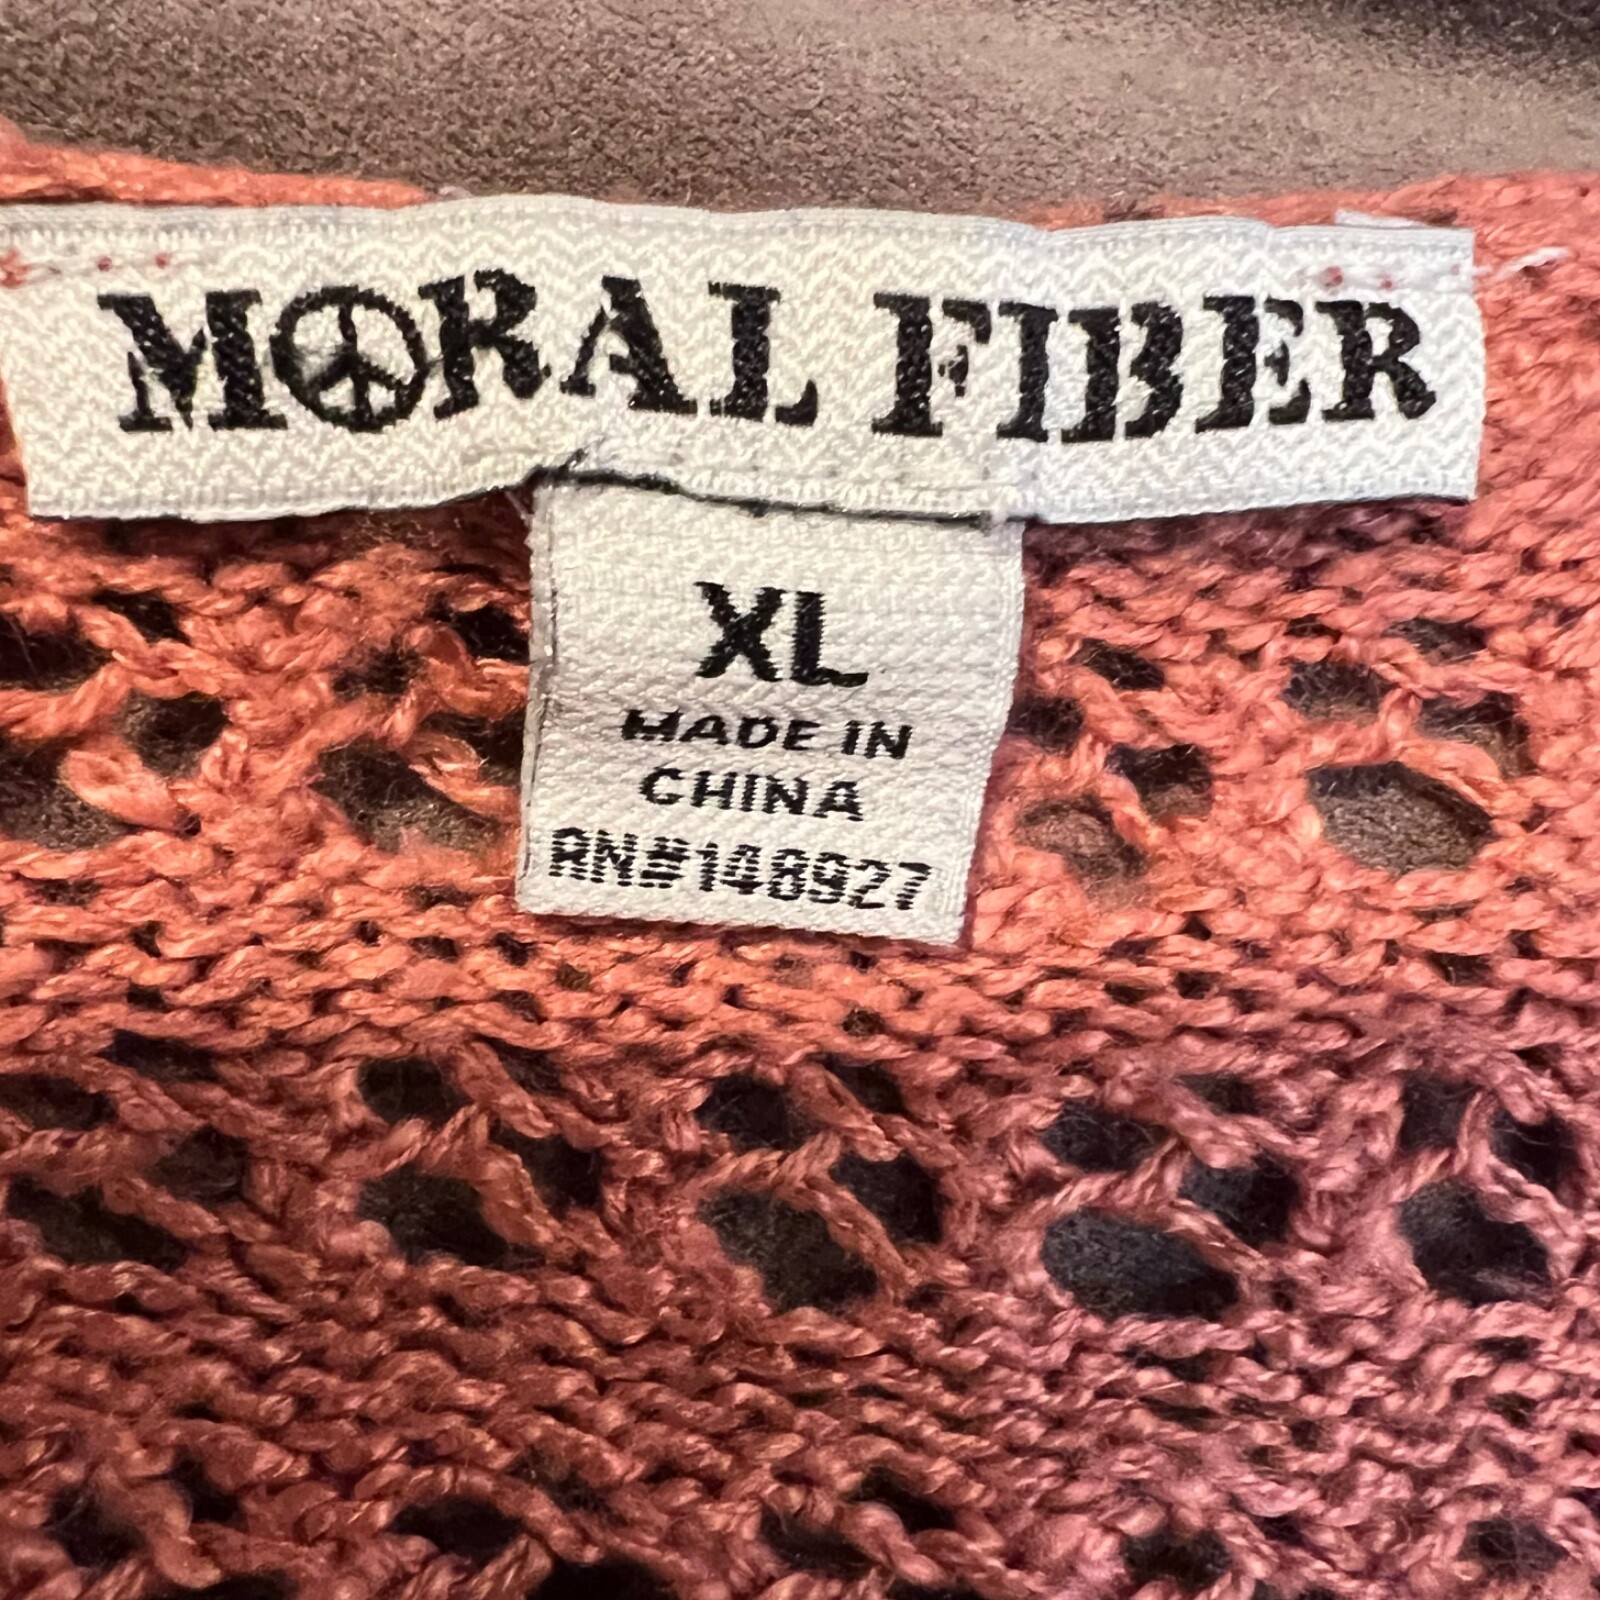 MORAL FIBER
XL
MADE IN
CHINA
RN#148927